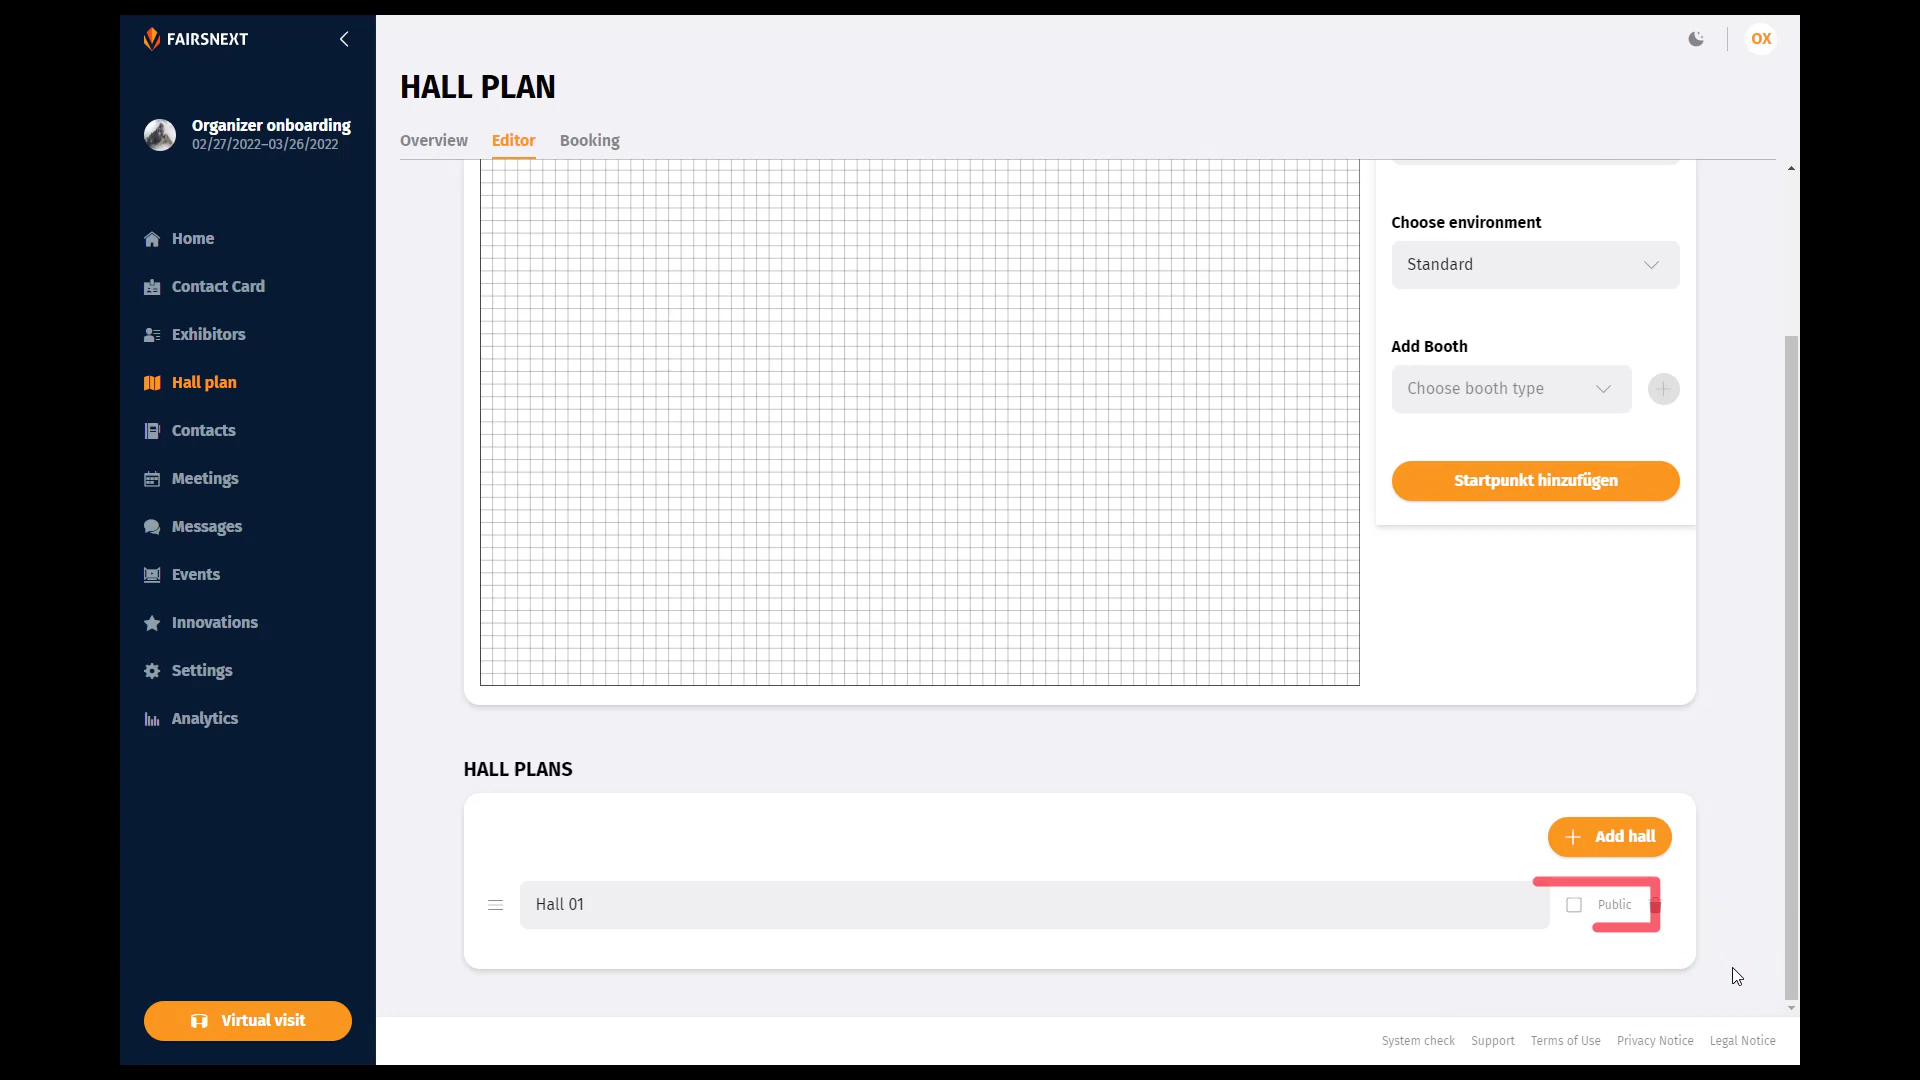 FAIRSNEXT
OX
HALL PLAN
Organizer onboarding
02/27/2022–03/26/2022
Overview Editor Booking
Home
Contact Card
Exhibitors
Hall plan
Contacts
Meetings
Messages
Events
Innovations
Settings
Analytics
Virtual visit
Choose environment
Standard
Add Booth
Choose booth type
Startpunkt hinzufügen
HALL PLANS
Add hall
Hall 01
Public
System check Support Terms of Use Privacy Notice Legal Notice